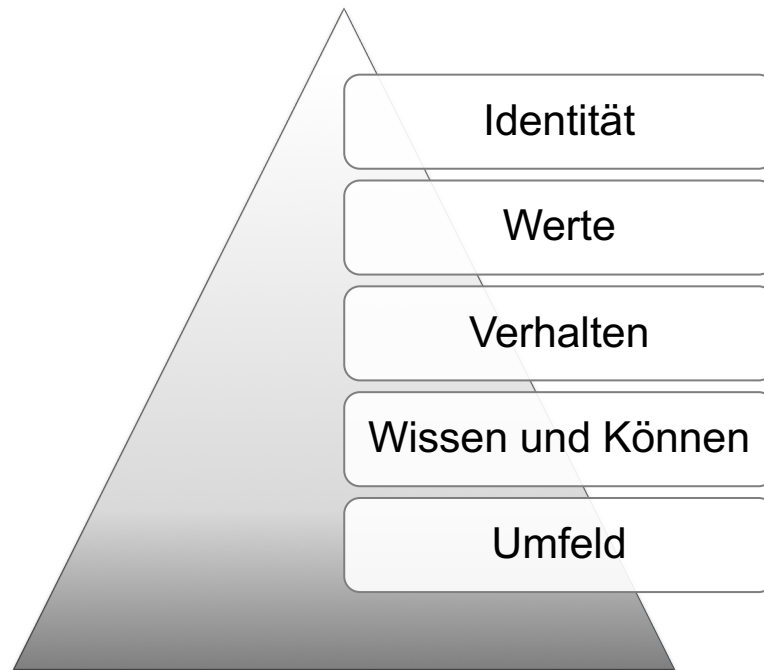 Identität
Werte
Verhalten
Wissen und Können
Umfeld